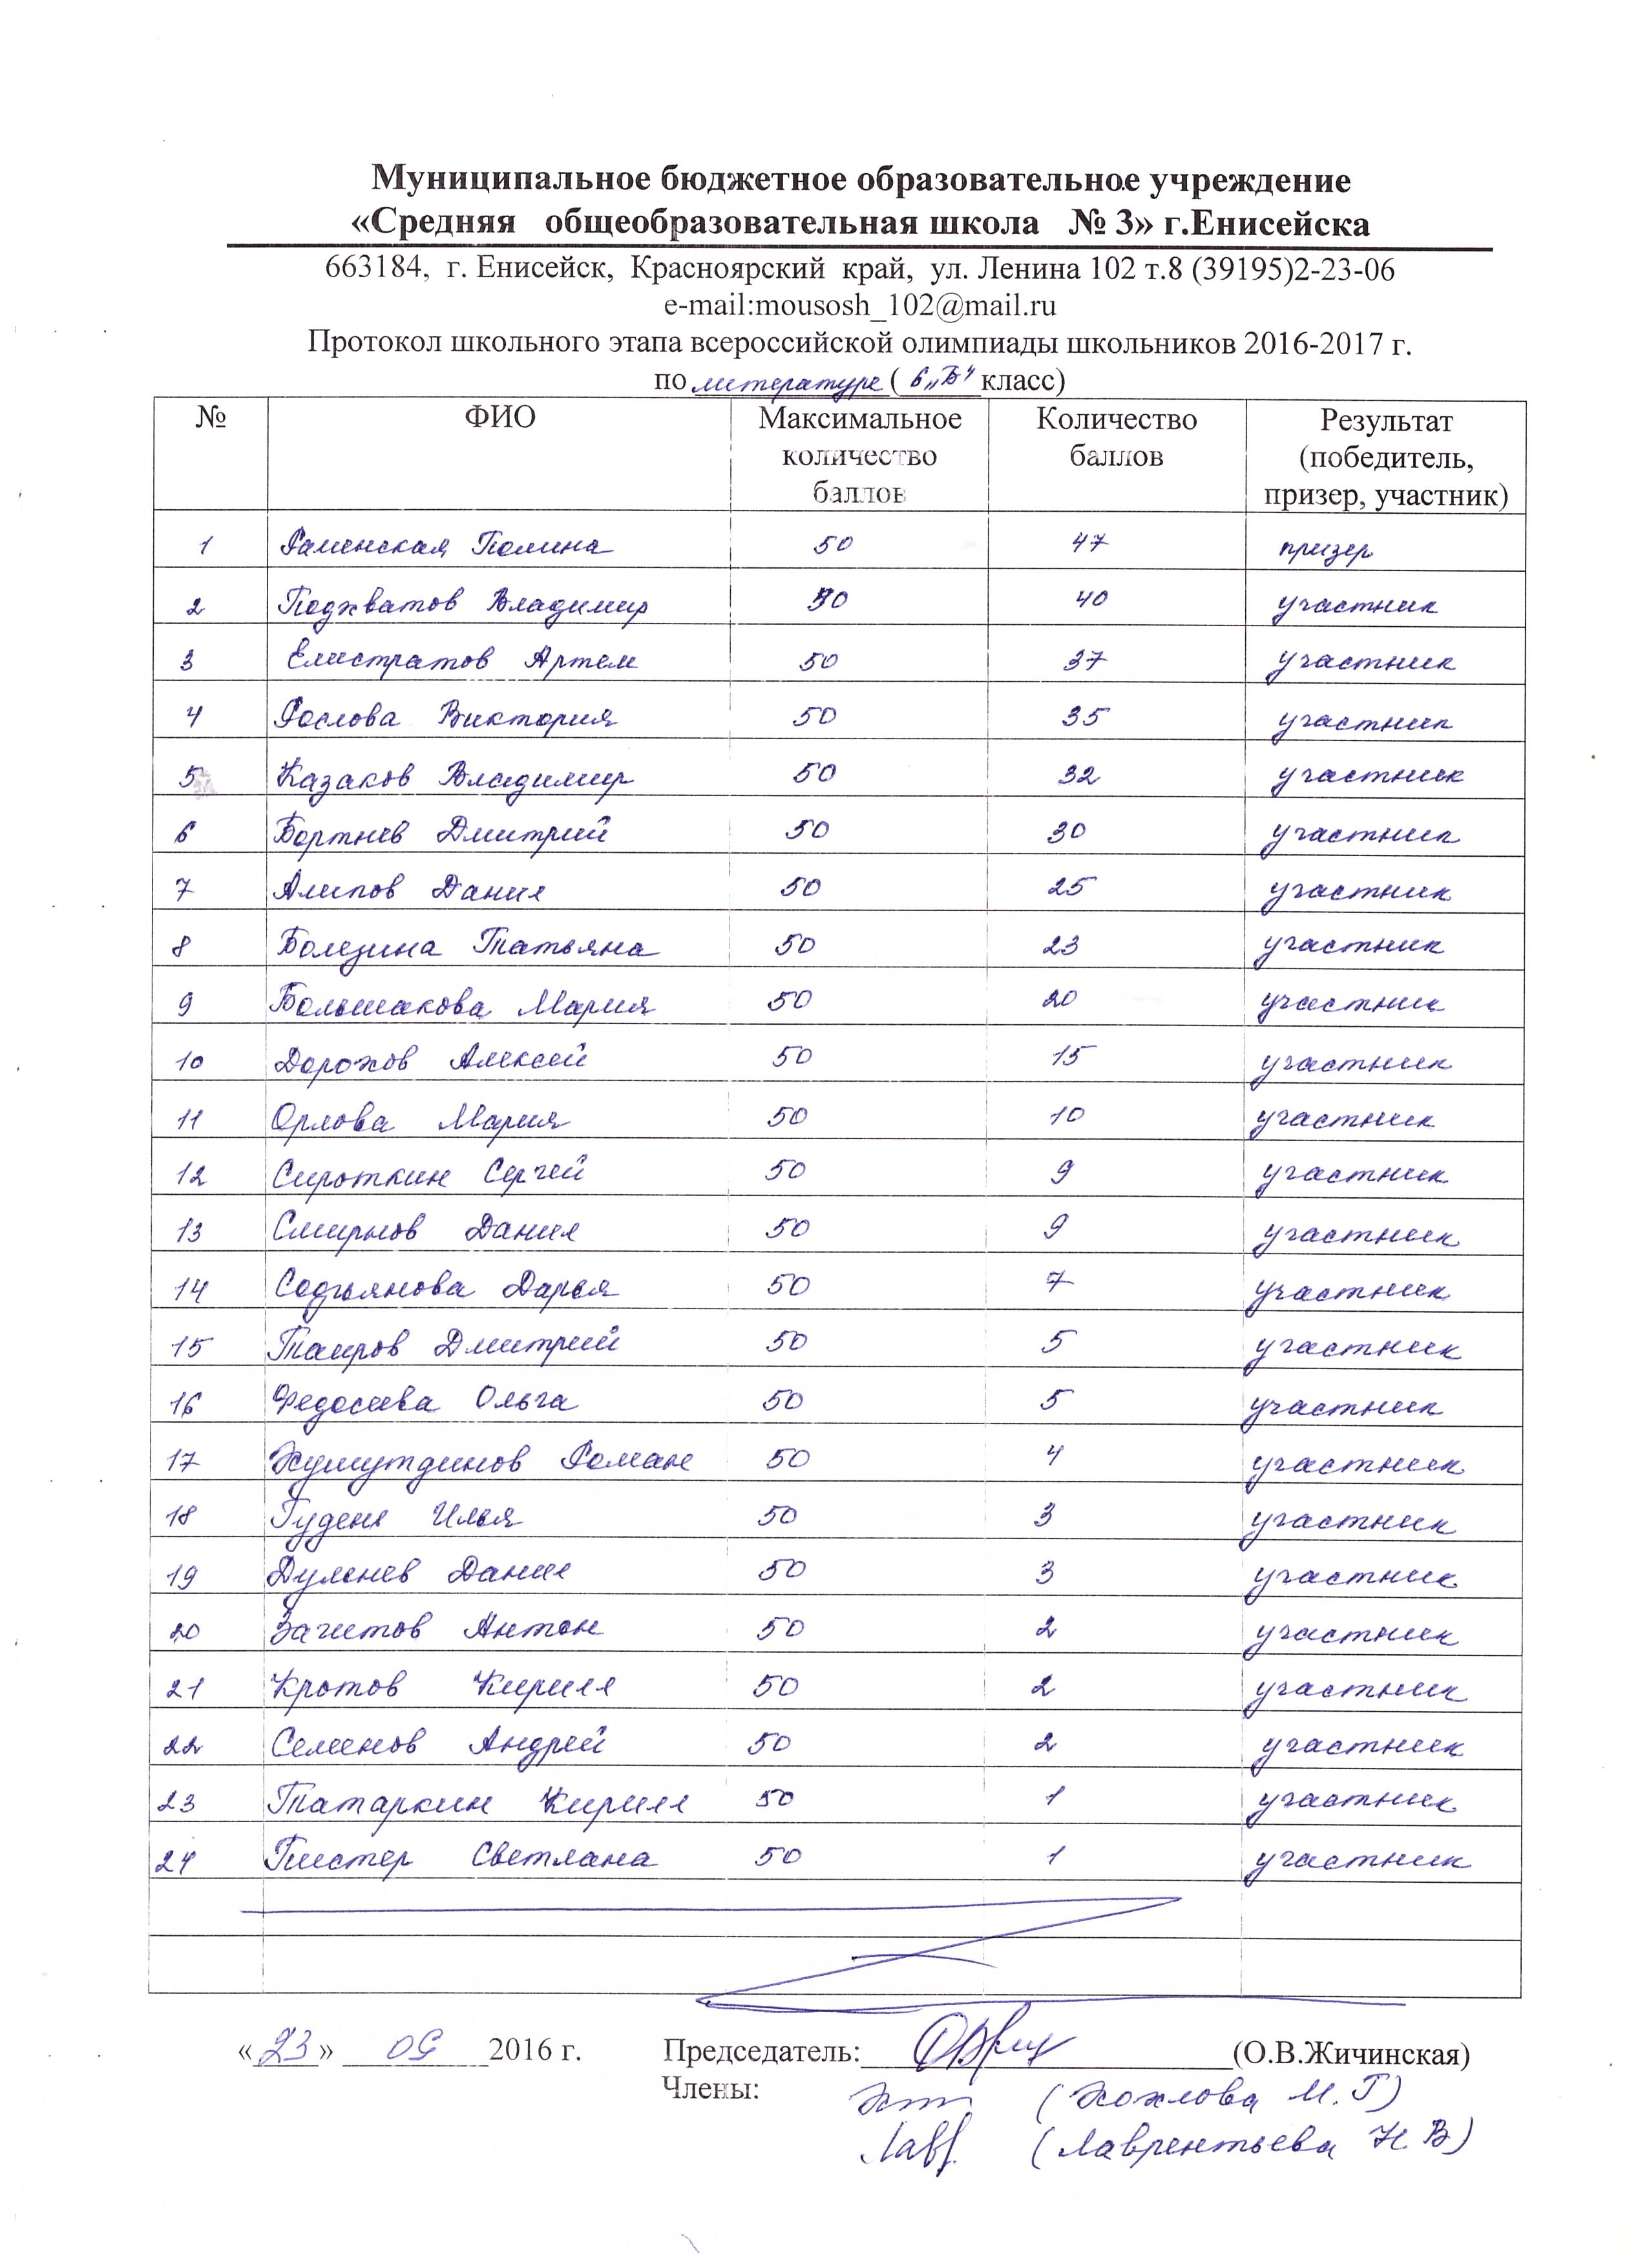 Муниципальное бюджетное образовательное учреждение
«Средняя общеобразовательная школа № 3» г.Енисейска
663184, г. Енисейск, Красноярский край, ул. Ленина 102 т.8 (39195)2-23-06
e-mail:mousosh_102@mail.ru
Протокол школьного этапа всероссийской олимпиады школьников 2016-2017 г.
по литературе ( 6 „Б" класс)
№ ФИО Максимальное количество баллов Количество баллов Результат (победитель, призер, участник)
1 Раменская Полина 50 47 призер
2 Подхватов Владимир 50 40 участник
3 Елистратов Артем 50 37 участник
4 Рослова Виктория 50 35 участник
5 Казаков Владимир 50 32 участник
6 Бортнев Дмитрий 50 30 участник
7 Алипов Данил 50 25 участник
8 Болезина Татьяна 50 23 участник
9 Большакова Мария 50 20 участник
10 Дорохов Алексей 50 15 участник
11 Орлова Мария 50 10 участник
12 Сироткин Сергей 50 9 участник
13 Смирнов Данил 50 9 участник
14 Содьянова Дарья 50 7 участник
15 Таиров Дмитрий 50 5 участник
16 Федосеева Ольга 50 5 участник
17 Хушутдинов Роман 50 4 участник
18 Илья 50 3 участник
19 Дуленев Данил 50 3 участник
20 Зачетов Антон 50 2 участник
21 Кротов Кирилл 50 2 участник
22 Семенов Андрей 50 2 участник
23 Татаркин Кирилл 50 1 участник
24 Пистер Светлана 50 1 участник
« 23 » 09 2016 г. Председатель: (О.В.Жичинская)
Члены: (Хохлова М.Г)
(Лаврентьева Н В)